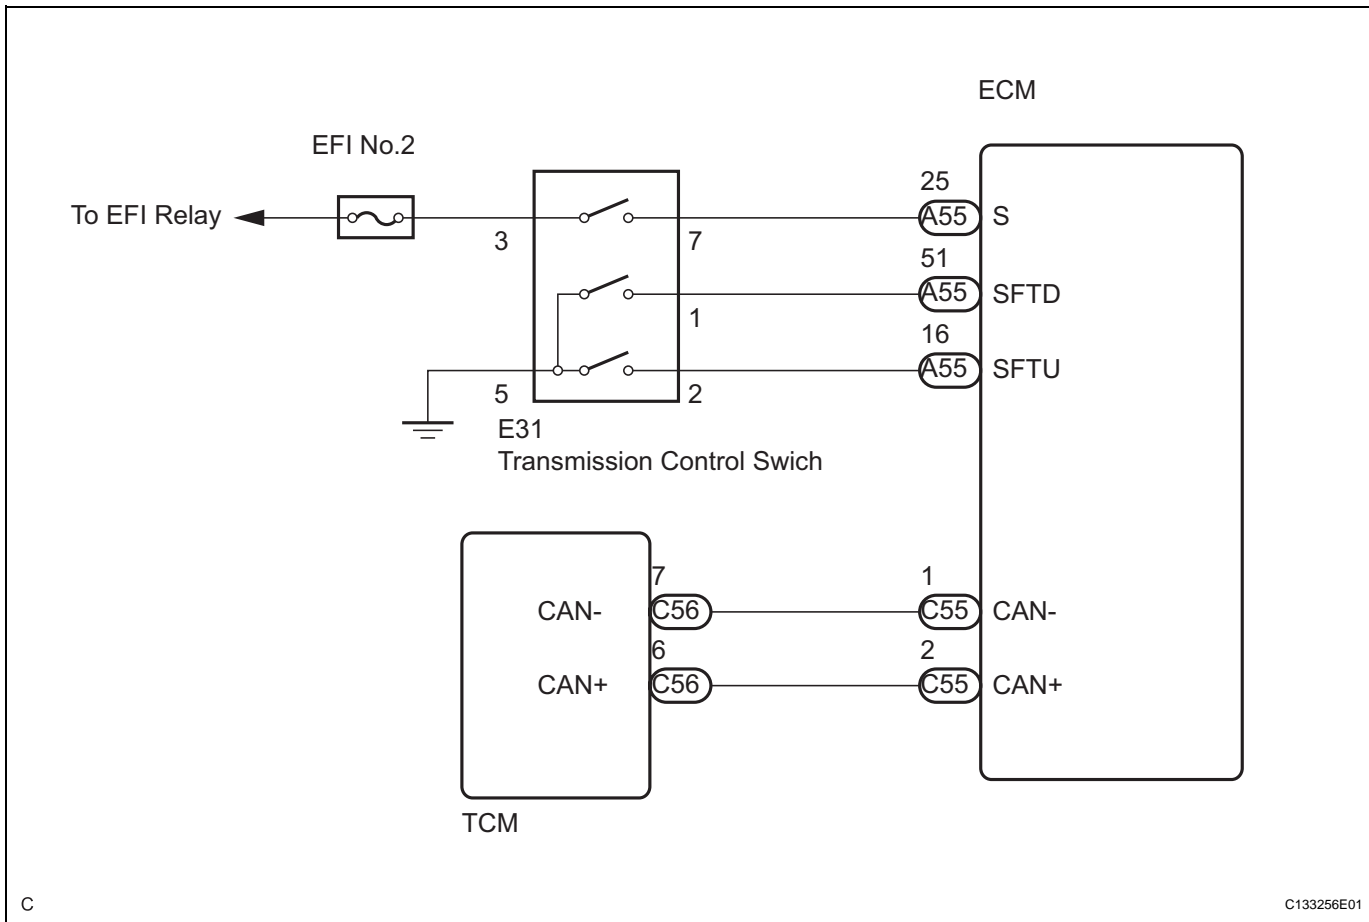 ECM
EFI No.2
To EFI Relay
3
7
25
A55
S
51
A55
SFTD
1
16
A55
SFTU
5
2
E31
Transmission Control Swich
7
C56
CAN-
1
C55
CAN-
6
C56
CAN+
2
C55
CAN+
TCM
C
C133256E01